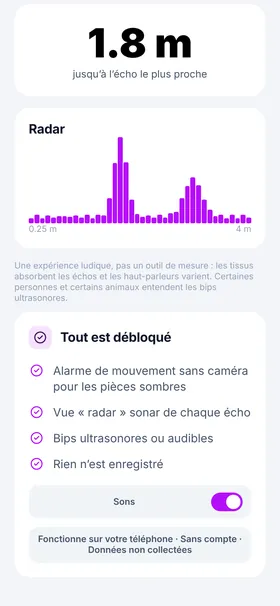 1.8 m
jusqu'à l'écho le plus proche
Radar
0.25 m
4 m
Une expérience ludique, pas un outil de mesure : les tissus
absorbent les échos et les haut-parleurs varient. Certaines
personnes et certains animaux entendent les bips
ultrasonores.
Tout est débloqué
Alarme de mouvement sans caméra
pour les pièces sombres
Vue « radar » sonar de chaque écho
Bips ultrasonores ou audibles
Rien n'est enregistré
Sons
Fonctionne sur votre téléphone · Sans compte ·
Données non collectées